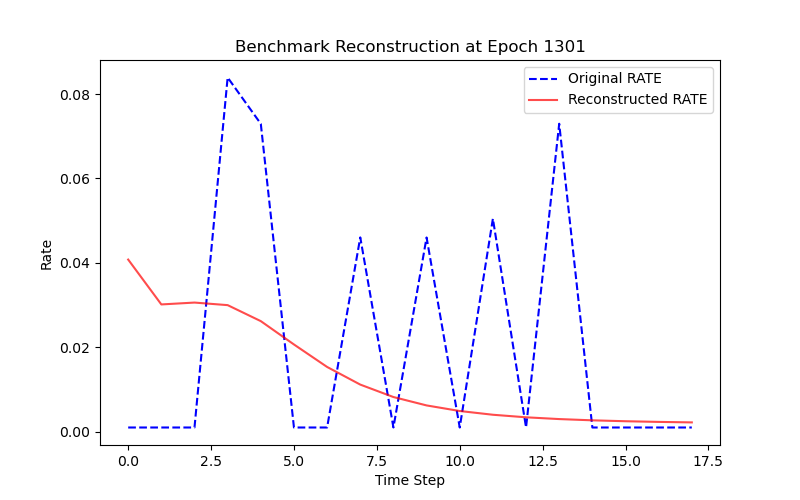 Benchmark Reconstruction at Epoch 1301
Original RATE
Reconstructed RATE
0.08
0.06
0.04
0.02
0.00
Rate
0.0 2.5 5.0 7.5 10.0 12.5 15.0 17.5
Time Step